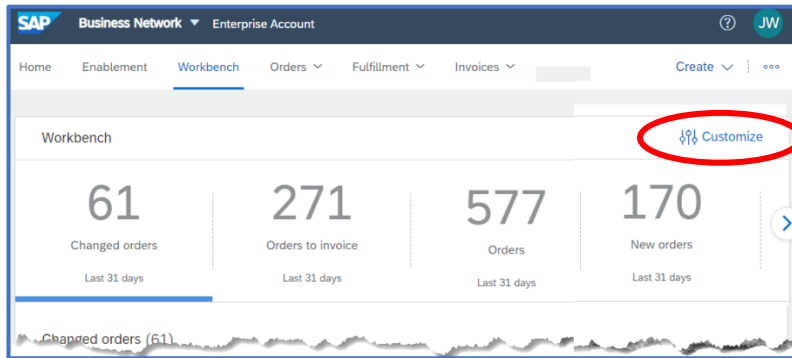 SAP Business Network Enterprise Account ? JW
Home Enablement Workbench Orders Fulfillment Invoices Create
Workbench Customize
61 271 577 170
Changed orders Orders to invoice Orders New orders
Last 31 days Last 31 days Last 31 days Last 31 days
Changed orders (61)